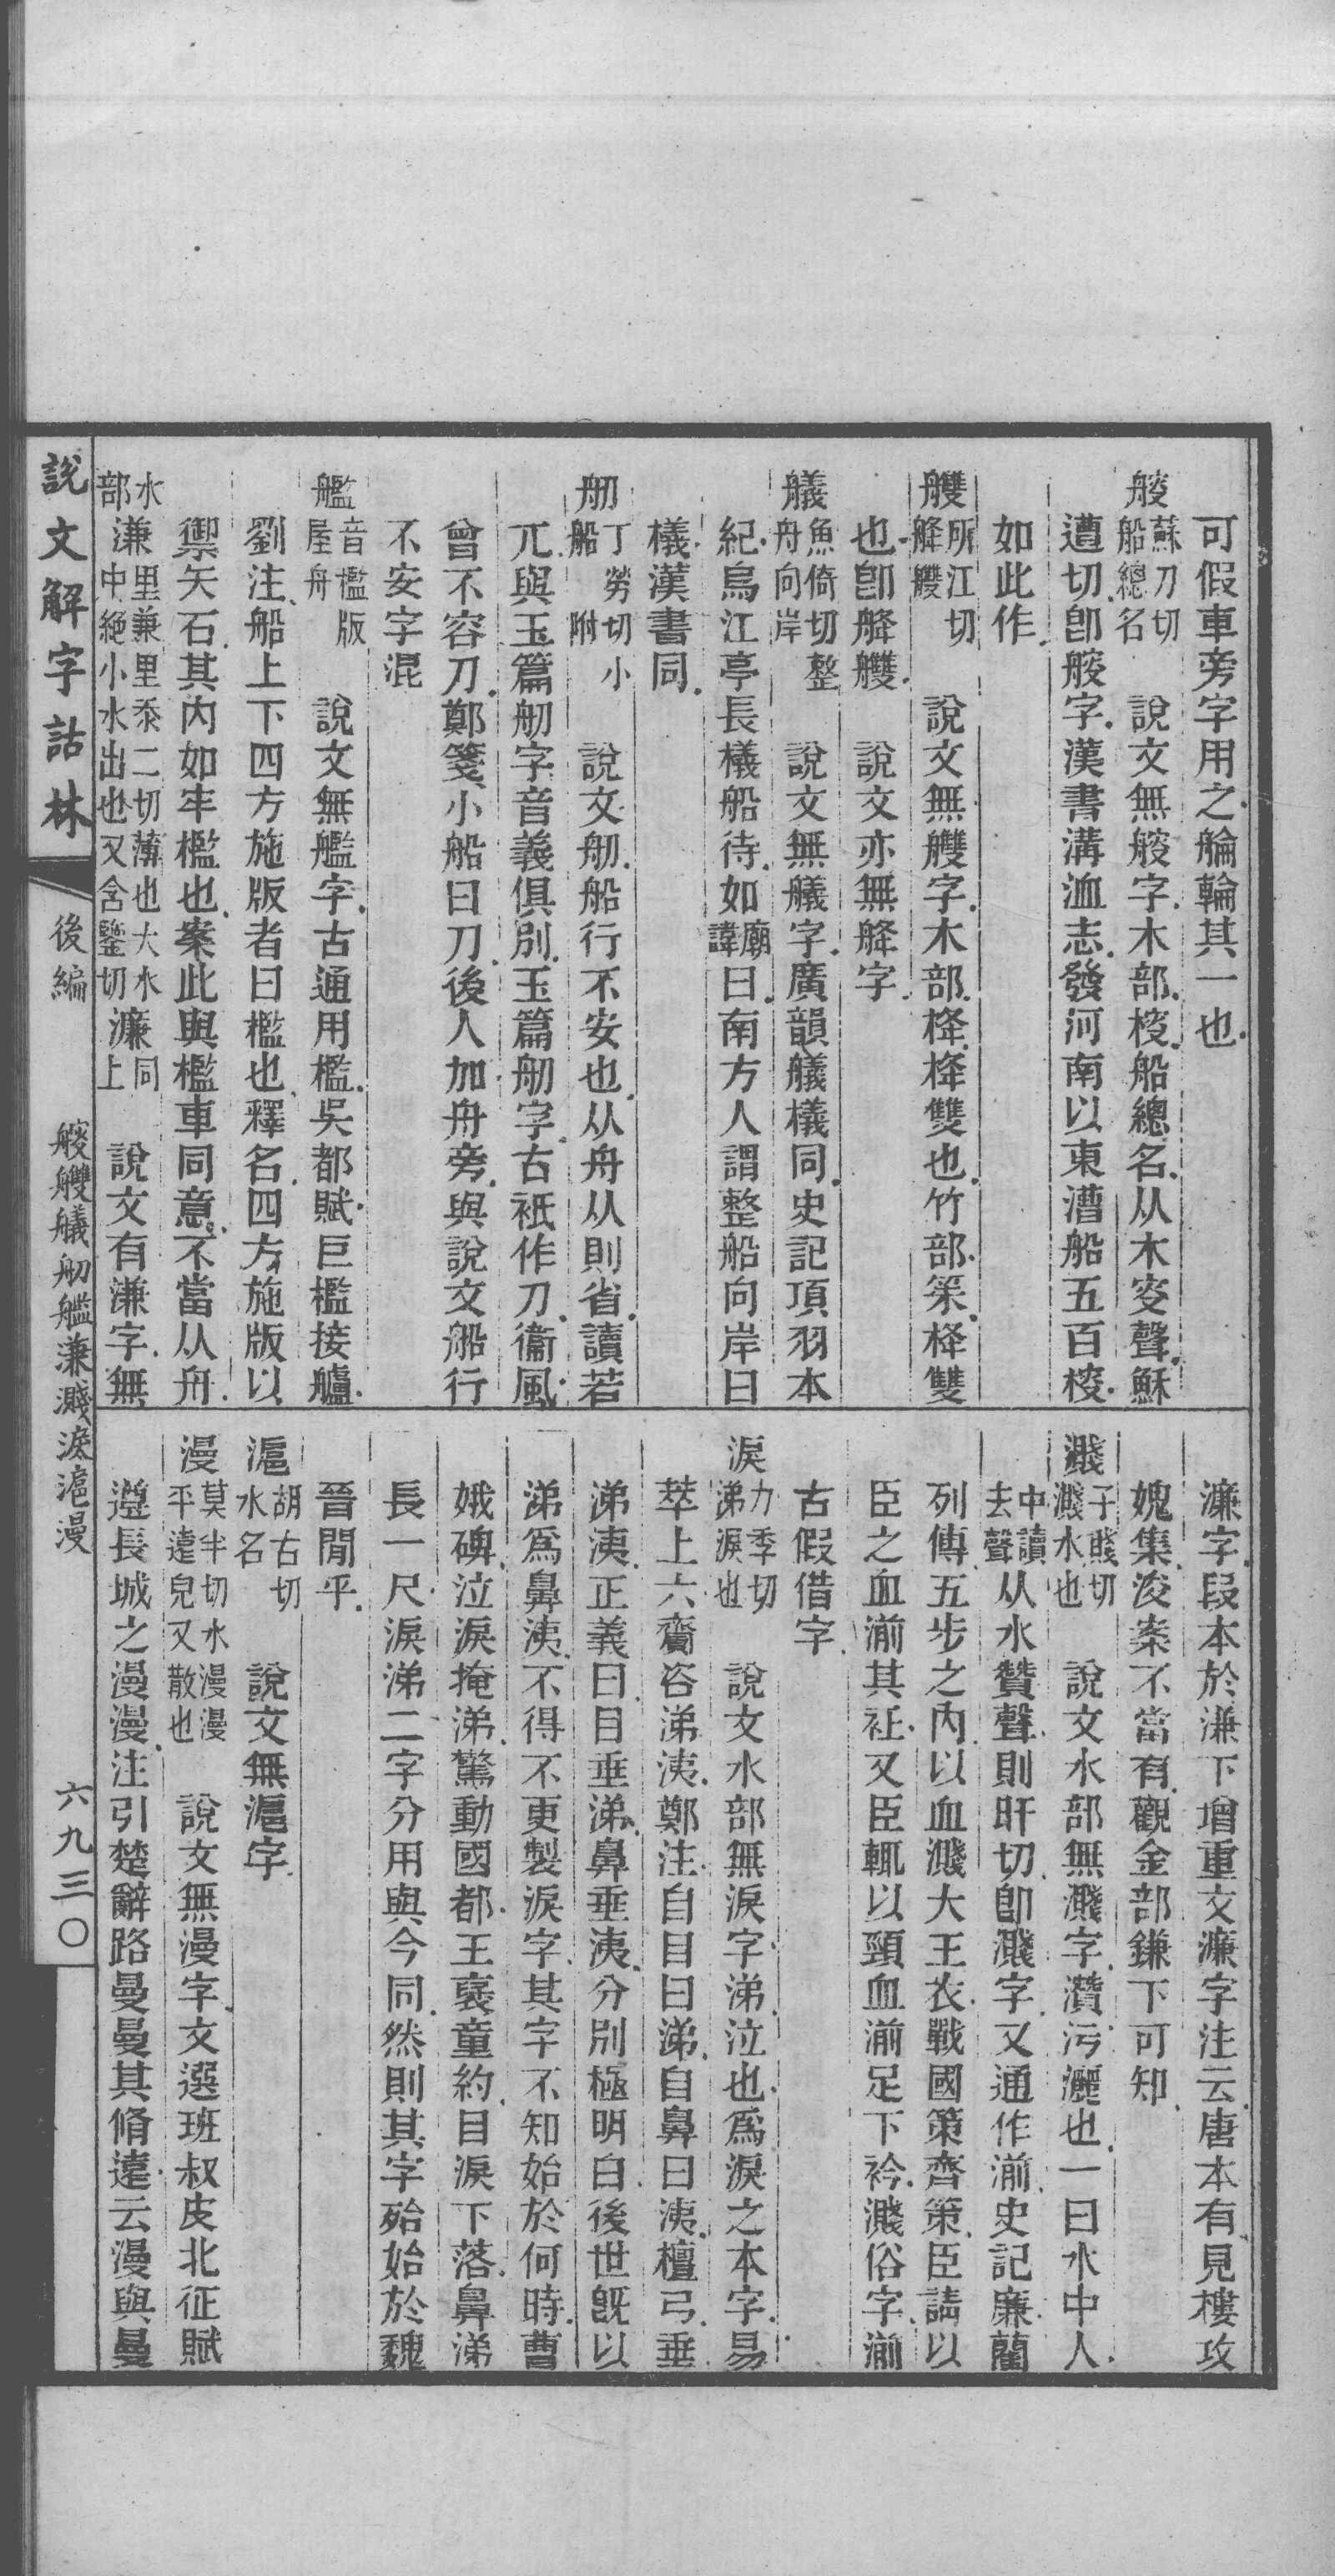 可假車旁字用之艑輪其一也
艘蘇刀切船總名 說文無艘字木部梭船總名从木叜聲穌
遭切卽艘字漢書溝洫志發河南以東漕船五百梭
如此作
艭所江切舽艭 說文無艭字木部栙栙雙也竹部䇨栙雙
也卽舽艭 說文亦無舽字
艤魚倚切整舟向岸 說文無艤字廣韻艤檥同史記項羽本
紀烏江亭長檥船待如廟諱曰南方人謂整船向岸曰
檥漢書同
舠丁勞切小船 附 說文舠船行不安也从舟从則省讀若
兀與玉篇舠字音義俱別玉篇舠字古衹作刀衞風
曾不容刀鄭箋小船曰刀後人加舟旁與說文船行
不安字混
艦音檻版屋舟 說文無艦字古通用檻吳都賦巨檻接艫
劉注船上下四方施版者曰檻也釋名四方施版以
禦矢石其內如牢檻也案此與檻車同意不當从舟
水部 溓里兼里忝二切薄也大水中絶小水出也又含鑒切 濂同上 說文有溓字無
濂字段本於溓下增重文濂字注云唐本有見樓攻
媿集浚案不當有觀金部鎌下可知
濺子賤切濺水也 說文水部無濺字灒污灑也一曰水中人
中讀去聲从水贊聲則旰切卽濺字又通作湔史記廉藺
列傳五步之內以血濺大王衣戰國策齊策臣請以
臣之血湔其衽又臣輒以頸血湔足下衿濺俗字湔
古假借字
淚力季切涕淚也 說文水部無淚字涕泣也爲淚之本字易
萃上六齎咨涕洟鄭注自目曰涕自鼻曰洟檀弓垂
涕洟正義曰目垂涕鼻垂洟分別極明白後世旣以
涕爲鼻洟不得不更製淚字其字不知始於何時曹
娥碑泣淚掩涕驚動國都王襃童約目淚下落鼻涕
長一尺淚涕二字分用與今同然則其字殆始於魏
晉閒乎
滬胡古切水名 說文無滬字
漫莫半切水漫漫平遠皃又散也 說文無漫字文選班叔皮北征賦
遵長城之漫漫注引楚辭路曼曼其脩遠云漫與曼
說文解字詁林 後編 艘艭艤舠艦溓濺淚滬漫 六九三〇